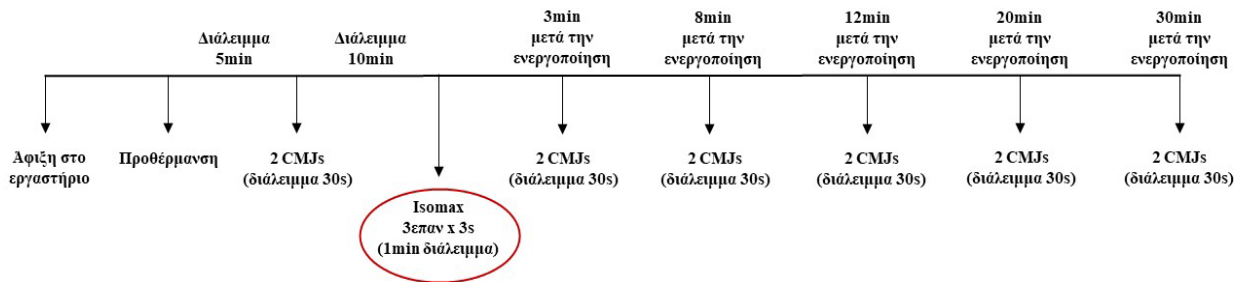 Διάλειμμα
5min
Διάλειμμα
10min
3min
μετά την
ενεργοποίηση
8min
μετά την
ενεργοποίηση
12min
μετά την
ενεργοποίηση
20min
μετά την
ενεργοποίηση
30min
μετά την
ενεργοποίηση
Άφιξη στο
εργαστήριο
Προθέρμανση
2 CMJs
(διάλειμμα 30s)
Isomax
3επαν x 3s
(1min διάλειμμα)
2 CMJs
(διάλειμμα 30s)
2 CMJs
(διάλειμμα 30s)
2 CMJs
(διάλειμμα 30s)
2 CMJs
(διάλειμμα 30s)
2 CMJs
(διάλειμμα 30s)